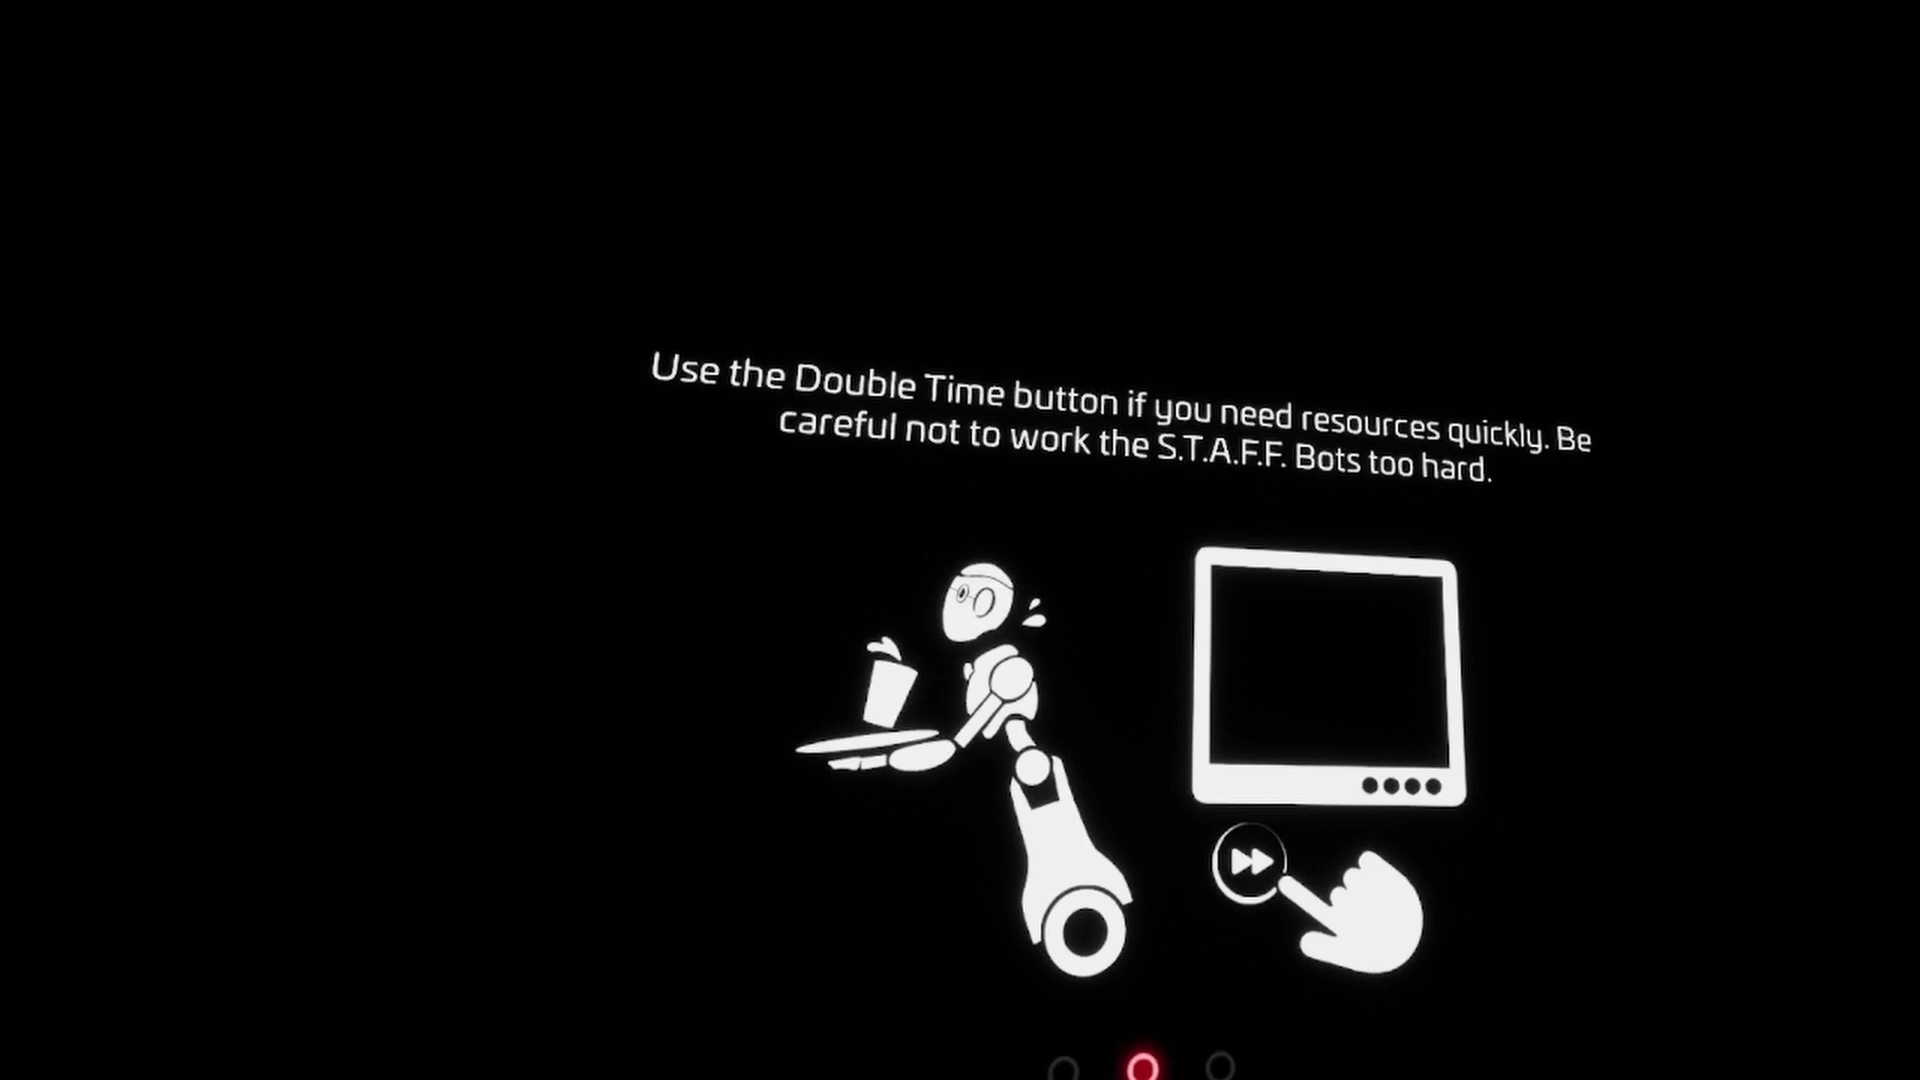 Use the Double Time button if you need resources quickly. Be
careful not to work the S.T.A.F.F. Bots too hard.